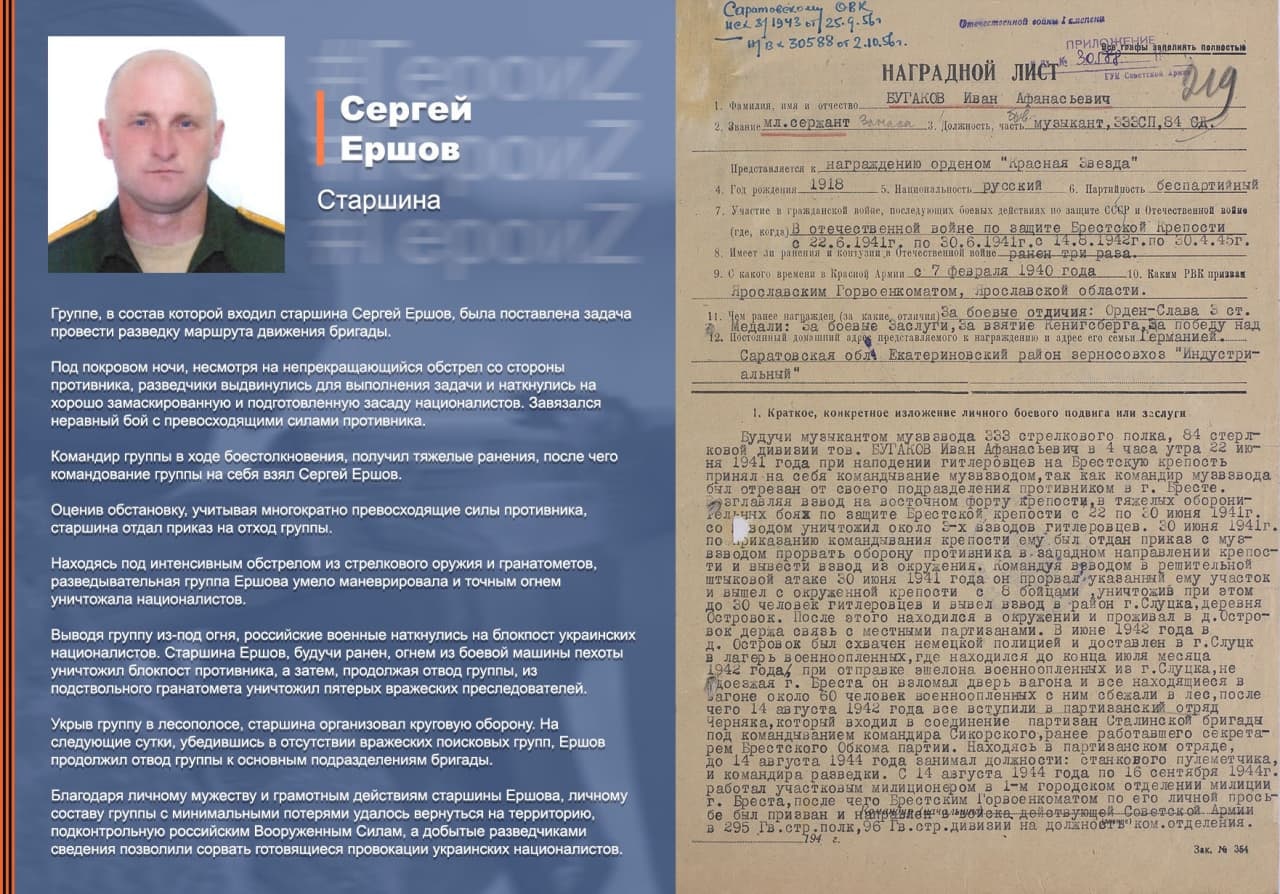 #ГероиZ
#ГероиZ
#ГероиZ
Сергей
Ершов
Старшина
Группе, в состав которой входил старшина Сергей Ершов, была поставлена задача
провести разведку маршрута движения бригады.
Под покровом ночи, несмотря на непрекращающийся обстрел со стороны
противника, разведчики выдвинулись для выполнения задачи и наткнулись на
хорошо замаскированную и подготовленную засаду националистов. Завязался
неравный бой с превосходящими силами противника.
Командир группы в ходе боестолкновения, получил тяжелые ранения, после чего
командование группы на себя взял Сергей Ершов.
Оценив обстановку, учитывая многократно превосходящие силы противника,
старшина отдал приказ на отход группы.
Находясь под интенсивным обстрелом из стрелкового оружия и гранатометов,
разведывательная группа Ершова умело маневрировала и точным огнем
уничтожала националистов.
Выводя группу из-под огня, российские военные наткнулись на блокпост украинских
националистов. Старшина Ершов, будучи ранен, огнем из боевой машины пехоты
уничтожил блокпост противника, а затем, продолжая отвод группы, из
подствольного гранатомета уничтожил пятерых вражеских преследователей.
Укрыв группу в лесополосе, старшина организовал круговую оборону. На
следующие сутки, убедившись в отсутствии вражеских поисковых групп, Ершов
продолжил отвод группы к основным подразделениям бригады.
Благодаря личному мужеству и грамотным действиям старшины Ершова, личному
составу группы с минимальными потерями удалось вернуться на территорию,
подконтрольную российским Вооруженным Силам, а добытые разведчиками
сведения позволили сорвать готовящиеся провокации украинских националистов.
Саратовскому ОВК
исх 3/1943 от 25.9.56г
н/в х 30588 от 2.10.56г.
Отечественной войны I степени
ПРИЛОЖЕНИЕ
Все графы заполнять полностью
№ 30188
ГУК Советской Армии
219
НАГРАДНОЙ ЛИСТ
1. Фамилия, имя и отчество БУГАКОВ Иван Афанасьевич
2. Звание мл.сержант запаса 3. Должность, часть музыкант,333СП,84 СД.
Представляется к награждению орденом "Красная Звезда"
4. Год рождения 1918 5. Национальность русский 6. Партийность беспартийный
7. Участие в гражданской войне, последующих боевых действиях по защите СССР и Отечественной войне
(где, когда) В отечественной войне по защите Брестской Крепости
с 22.6.1941г. по 30.6.1941г.с 14.8.1942г.по 30.4.45г.
8. Имеет ли ранения и контузии в Отечественной войне ранен три раза.
9. С какого времени в Красной Армии с 7 февраля 1940 года 10. Каким РВК призван
Ярославским Горвоенкоматом, Ярославской области.
11. Чем ранее награжден (за какие отличия) За боевые отличия: Орден-Слава 3 ст.
Медали: За боевые Заслуги,За взятие Кенигсберга,За победу над
12. Постоянный домашний адрес представляемого к награждению и адрес его семьи Германией.
Саратовская обл. Екатериновский район зерносовхоз "Индустри-
альный"
1. Краткое, конкретное изложение личного боевого подвига или заслуги
Будучи музыкантом музвзвода 333 стрелкового полка, 84 стерл-
ковой дивизии тов. БУГАКОВ Иван Афанасьевич в 4 часа утра 22 ию-
ня 1941 года при наподении гитлеровцев на Брестскую крепость
принял на себя командывание музвзводом,так как командир музвзвода
был отрезан от своего подразделения противником в г. Бресте.
Возглавляя взвод на восточном форту крепости,в тяжелых оборони-
тельных боях по защите Брестской крепости с 22 по 30 июня 1941г.
со взводом уничтожил около 3-х взводов гитлеровцев. 30 июня 1941г.
по приказанию командывания крепости ему был отдан приказ с муз-
взводом прорвать оборону противника в западном направлении крепос-
ти и вывести взвод из окружения. Командуя взводом в решительной
штыковой атаке 30 июня 1941 года он прорвал указанный ему участок
и вышел с окруженной крепости с 8 бойцами ,уничтожив при этом
до 30 человек гитлеровцев и вывел взвод в район г.Слуцка,деревня
Островок. После этого находился в окружении и проживал в д.Остро-
вок держа связь с местными партизанами. В июне 1942 года в
д. Островок был схвачен немецкой полицией и доставлен в г.Слуцк
в лагерь военноопленных,где находился до конца июля месяца
1942 года, при отправке эшелона военноопленных из г.Слуцка,не
доезжая г. Бреста он взломал дверь вагона и все находящиеся в
вагоне около 60 человек военноопленных с ним сбежали в лес,после
чего 14 августа 1942 года все вступили в партизанский отряд
Черняка,который входил в соединение партизан Сталинской бригады
под командыванием командира Сикорского,ранее работавшего секрета-
рем Брестского Обкома партии. Находясь в партизанском отряде,
до 14 августа 1944 года занимал должности: станкового пулеметчика,
и командира разведки. С 14 августа 1944 года по 16 сентября 1944г.
работал участковым милиционером в 1-м городском отделении милиции
г. Бреста,после чего Брестским Горвоенкоматом по его личной прось-
бе был призван и направлен в войска действующей Советской Армии
в 295 Гв.стр.полк,96 Гв.стр.дивизии на должность ком.отделения.
194 г.
Зак. № 354